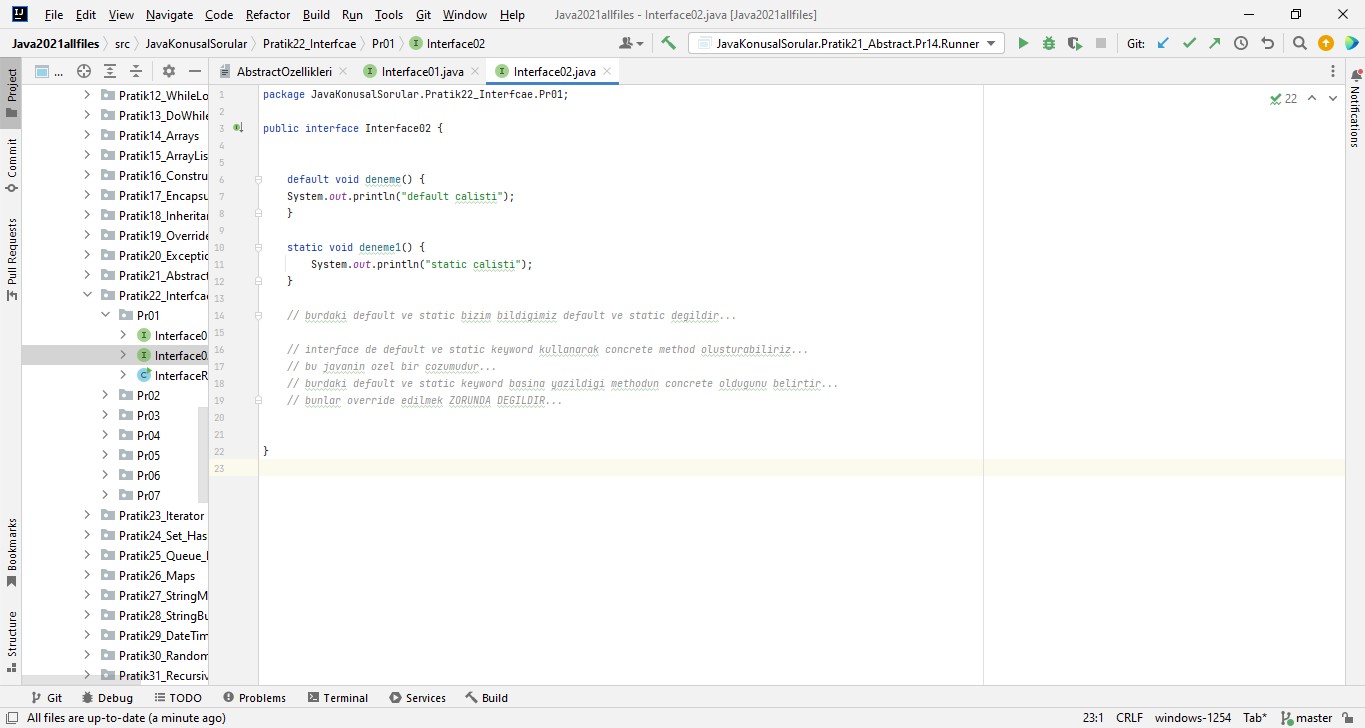 File Edit View Navigate Code Refactor Build Run Tools Git Window Help Java2021allfiles - Interface02.java [Java2021allfiles]
Java2021allfiles src JavaKonusalSorular Pratik22_Interfcae Pr01 Interface02 JavaKonusalSorular.Pratik21_Abstract.Pr14.Runner Git:
... AbstractOzellikleri Interface01.java Interface02.java
Project
Commit
Pull Requests
Bookmarks
Structure
Pratik12_WhileLo
Pratik13_DoWhile
Pratik14_Arrays
Pratik15_ArrayLis
Pratik16_Constru
Pratik17_Encapsu
Pratik18_Inheritar
Pratik19_Override
Pratik20_Exceptic
Pratik21_Abstract
Pratik22_Interfcae
Pr01
Interface0
Interface0
InterfaceR
Pr02
Pr03
Pr04
Pr05
Pr06
Pr07
Pratik23_Iterator
Pratik24_Set_Has
Pratik25_Queue_
Pratik26_Maps
Pratik27_StringM
Pratik28_StringBu
Pratik29_DateTim
Pratik30_Random
Pratik31_Recursiv
1 package JavaKonusalSorular.Pratik22_Interfcae.Pr01;
2
3 public interface Interface02 {
4
5
6 default void deneme() {
7 System.out.println("default calisti");
8 }
9
10 static void deneme1() {
11 System.out.println("static calisti");
12 }
13
14 // burdaki default ve static bizim bildigimiz default ve static degildir...
15
16 // interface de default ve static keyword kullanarak concrete method olusturabiliriz...
17 // bu javanin ozel bir cozumudur...
18 // burdaki default ve static keyword basina yazildigi methodun concrete oldugunu belirtir...
19 // bunlar override edilmek ZORUNDA DEGILDIR...
20
21
22 }
23
22
Notifications
Git Debug TODO Problems Terminal Services Build
All files are up-to-date (a minute ago) 23:1 CRLF windows-1254 Tab* master